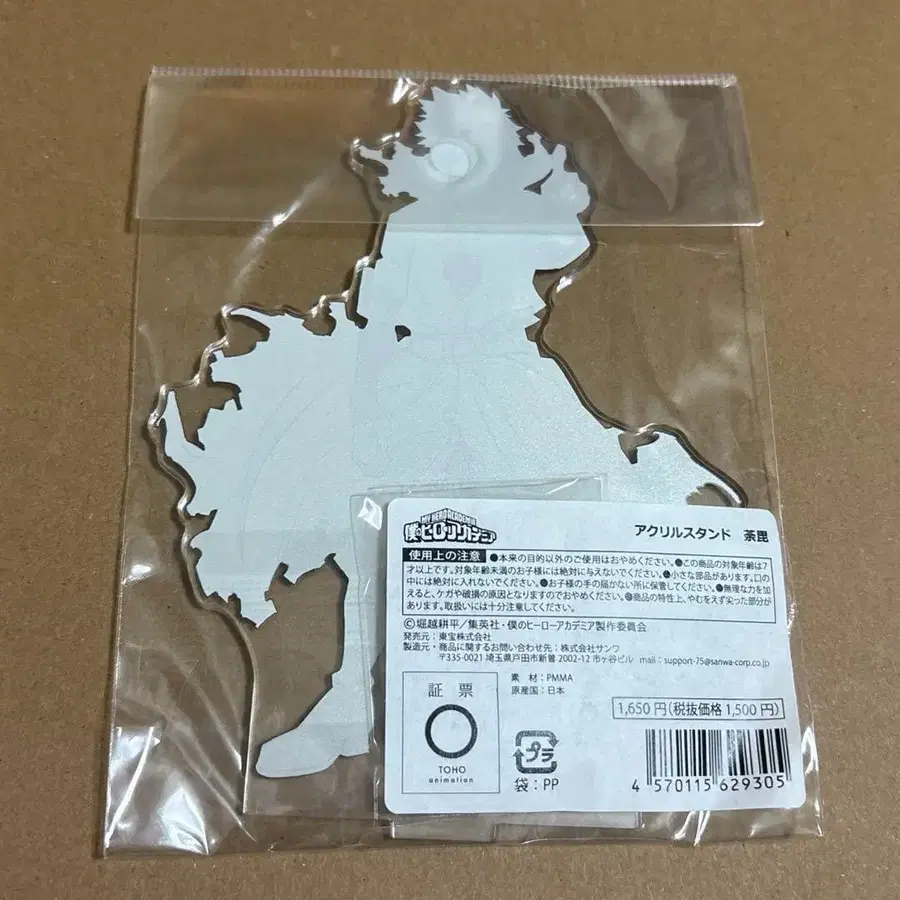 アクリルスタンド 荼毘
MY HERO ACADEMIA
僕のヒーローアカデミア
使用上の注意 ●本来の目的以外のご使用はおやめください。●この商品の対象年齢は7
才以上です。対象年齢未満のお子様には絶対に与えないでください。●小さな部品があります。口の
中には絶対に入れないでください。●お子様の手の届かない所に保管してください。●無理な力を加
えると、ケガや破損の原因となりますのでおやめください。●商品の特性上、やむをえず尖った部分が
あります。取扱いには十分注意してください。
©堀越耕平／集英社・僕のヒーローアカデミア製作委員会
発売元：東宝株式会社
製造元・商品に関するお問い合わせ先：株式会社サンワ
〒335-0021 埼玉県戸田市新曽 2002-12 市ヶ谷ビル mail：support-75@sanwa-corp.co.jp
証票
TOHO
animation
素 材：PMMA
原産国：日本
プラ
袋：PP
1,650円(税抜価格 1,500円)
4 570115 629305